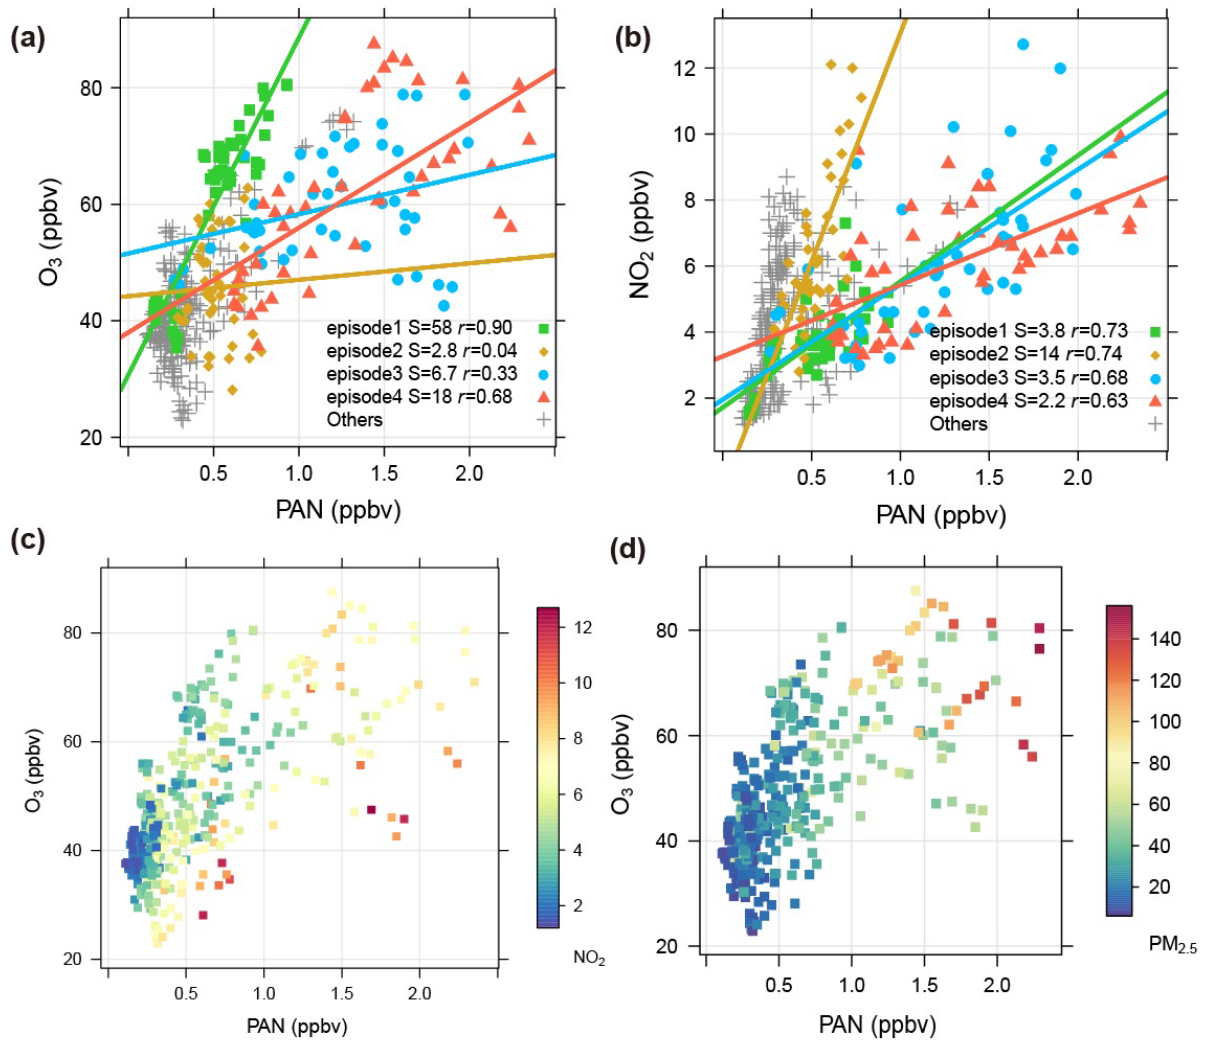 (a)
O3 (ppbv)
80
60
40
20
episode1 S=58 r=0.90
episode2 S=2.8 r=0.04
episode3 S=6.7 r=0.33
episode4 S=18 r=0.68
Others
0.5 1.0 1.5 2.0
PAN (ppbv)
(b)
NO2 (ppbv)
12
10
8
6
4
2
episode1 S=3.8 r=0.73
episode2 S=14 r=0.74
episode3 S=3.5 r=0.68
episode4 S=2.2 r=0.63
Others
0.5 1.0 1.5 2.0
PAN (ppbv)
(c)
O3 (ppbv)
80
60
40
20
0.5 1.0 1.5 2.0
PAN (ppbv)
12
10
8
6
4
2
NO2
(d)
O3 (ppbv)
80
60
40
20
0.5 1.0 1.5 2.0
PAN (ppbv)
140
120
100
80
60
40
20
PM2.5